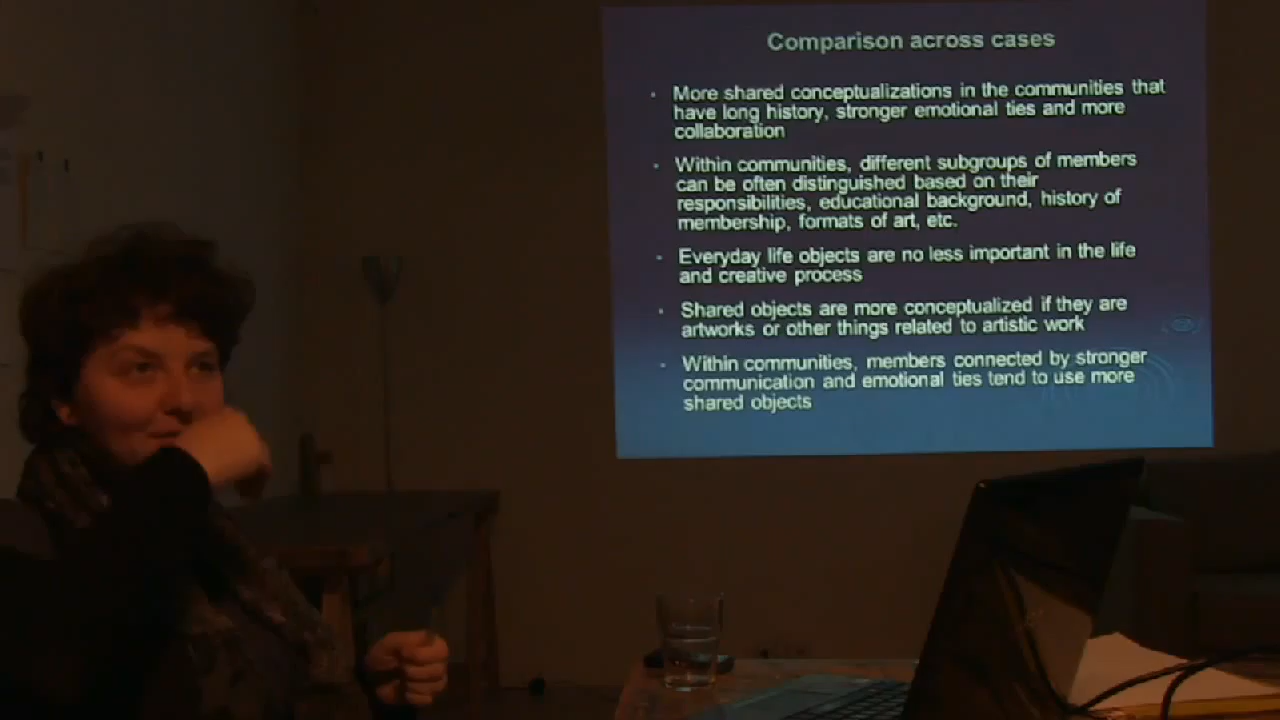 Comparison across cases
More shared conceptualizations in the communities that
have long history, stronger emotional ties and more
collaboration
Within communities, different subgroups of members
can be often distinguished based on their
responsibilities, educational background, history of
membership, formats of art, etc.
Everyday life objects are no less important in the life
and creative process
Shared objects are more conceptualized if they are
artworks or other things related to artistic work
Within communities, members connected by stronger
communication and emotional ties tend to use more
shared objects